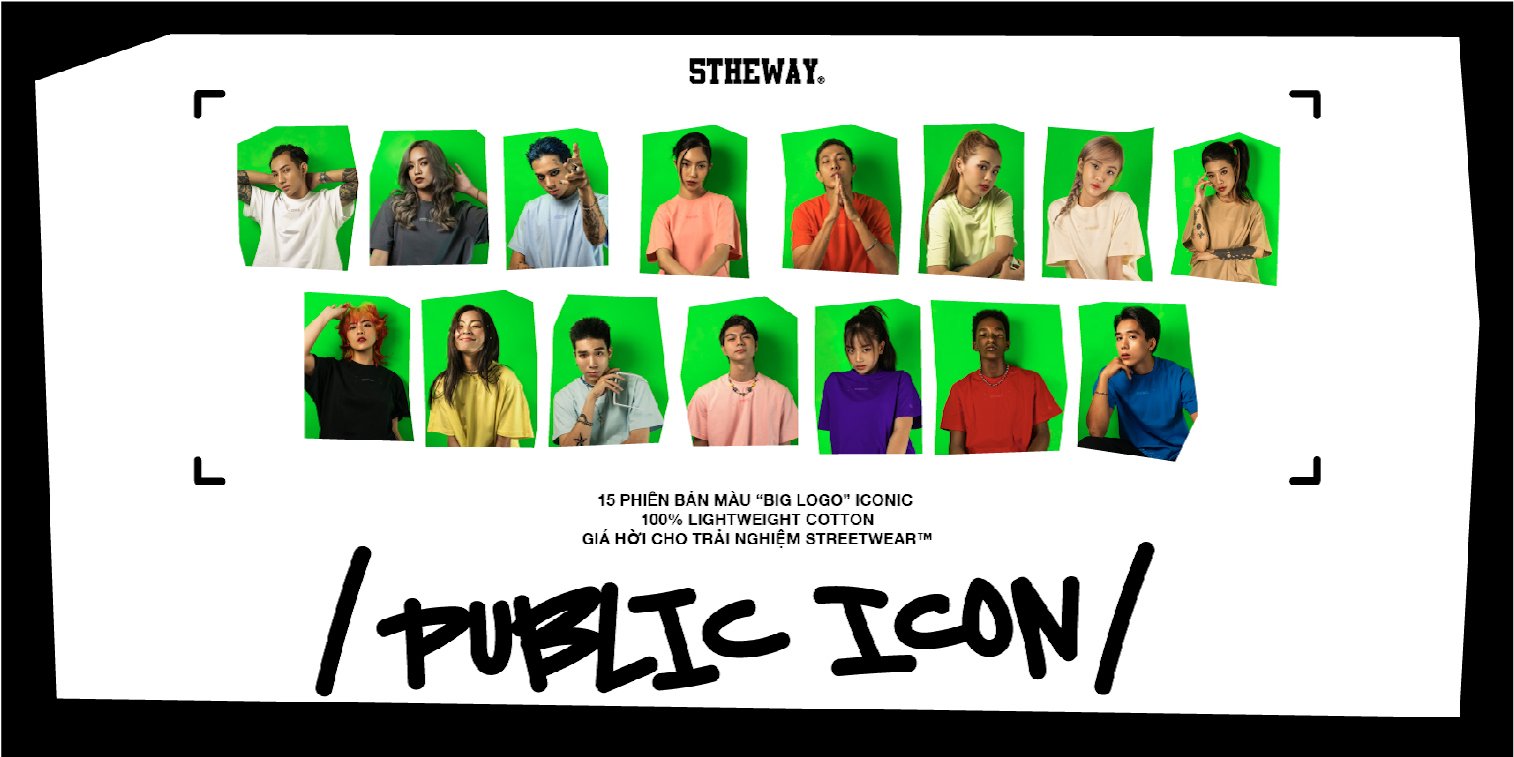 5THEWAY®
15 PHIÊN BẢN MÀU “BIG LOGO” ICONIC
100% LIGHTWEIGHT COTTON
GIÁ HỜI CHO TRẢI NGHIỆM STREETWEAR™
/PUBLIC ICON/